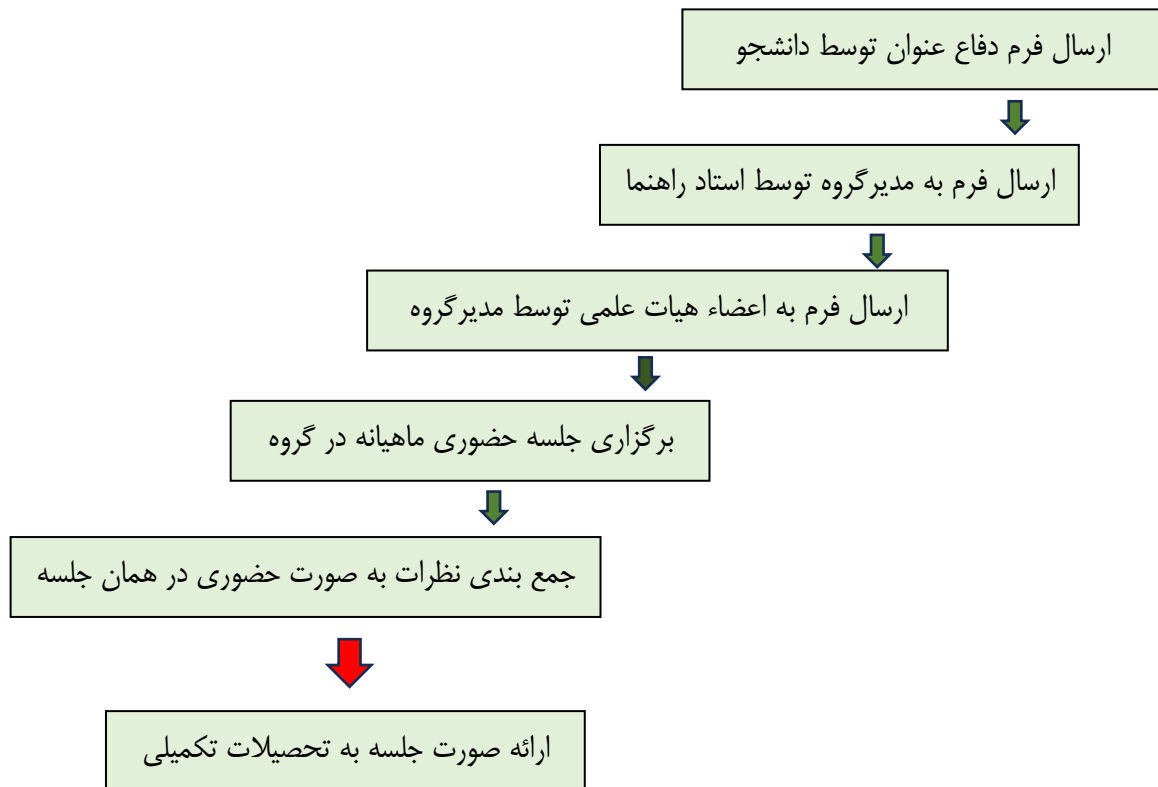 ارسال فرم دفاع عنوان توسط دانشجو
ارسال فرم به مدیرگروه توسط استاد راهنما
ارسال فرم به اعضاء هیات علمی توسط مدیرگروه
برگزاری جلسه حضوری ماهیانه در گروه
جمع بندی نظرات به صورت حضوری در همان جلسه
ارائه صورت جلسه به تحصیلات تکمیلی